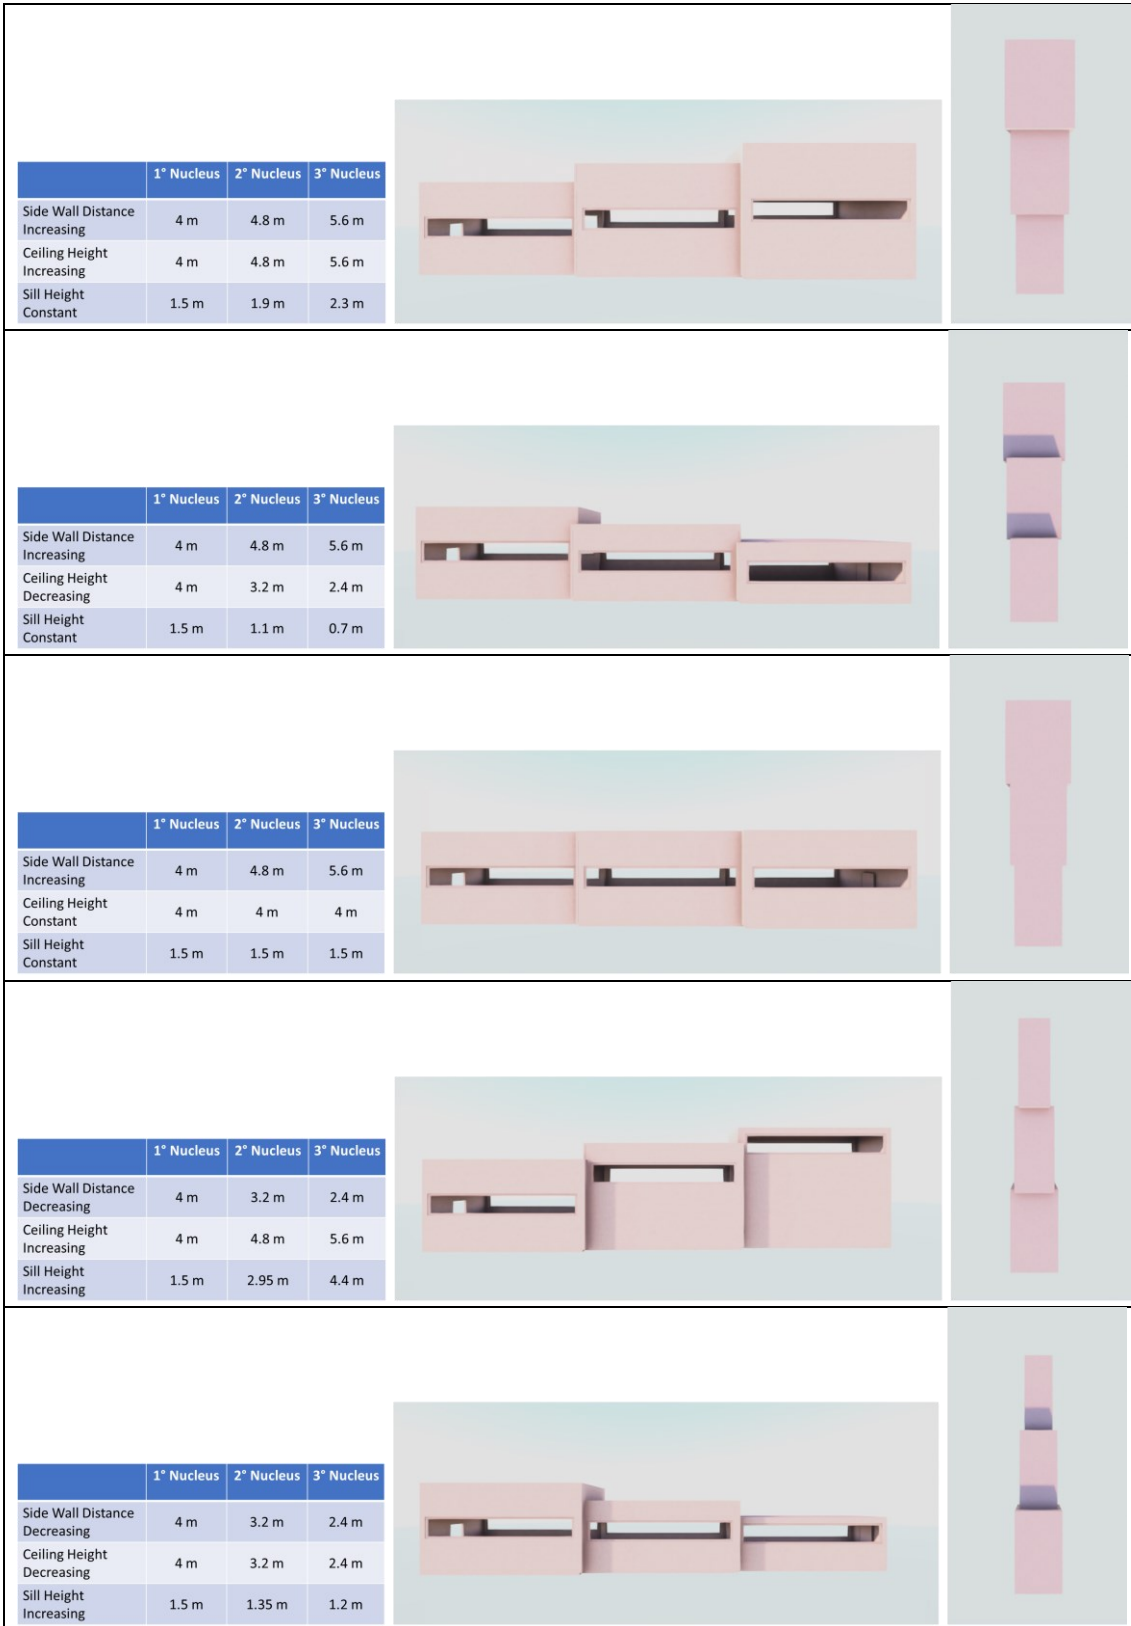 1° Nucleus 2° Nucleus 3° Nucleus
Side Wall Distance
Increasing 4 m 4.8 m 5.6 m
Ceiling Height
Increasing 4 m 4.8 m 5.6 m
Sill Height
Constant 1.5 m 1.9 m 2.3 m
1° Nucleus 2° Nucleus 3° Nucleus
Side Wall Distance
Increasing 4 m 4.8 m 5.6 m
Ceiling Height
Decreasing 4 m 3.2 m 2.4 m
Sill Height
Constant 1.5 m 1.1 m 0.7 m
1° Nucleus 2° Nucleus 3° Nucleus
Side Wall Distance
Increasing 4 m 4.8 m 5.6 m
Ceiling Height
Constant 4 m 4 m 4 m
Sill Height
Constant 1.5 m 1.5 m 1.5 m
1° Nucleus 2° Nucleus 3° Nucleus
Side Wall Distance
Decreasing 4 m 3.2 m 2.4 m
Ceiling Height
Increasing 4 m 4.8 m 5.6 m
Sill Height
Increasing 1.5 m 2.95 m 4.4 m
1° Nucleus 2° Nucleus 3° Nucleus
Side Wall Distance
Decreasing 4 m 3.2 m 2.4 m
Ceiling Height
Decreasing 4 m 3.2 m 2.4 m
Sill Height
Increasing 1.5 m 1.35 m 1.2 m